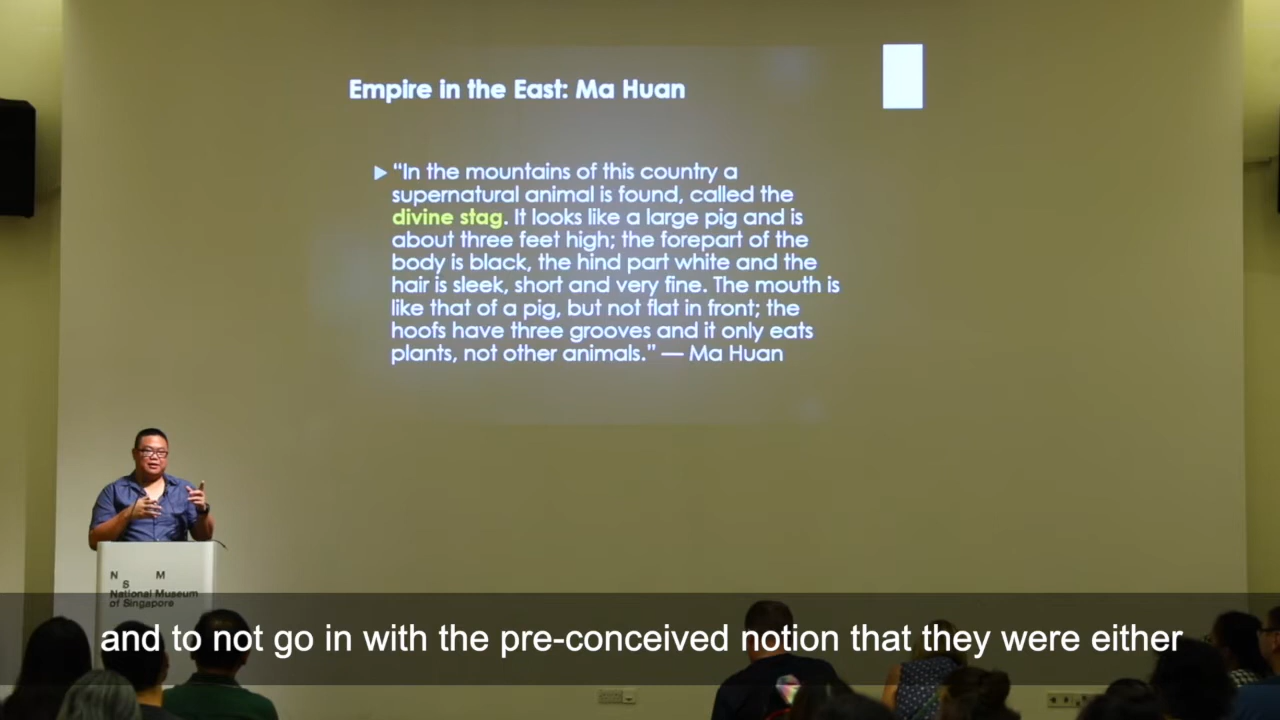 Empire in the East: Ma Huan
“In the mountains of this country a
supernatural animal is found, called the
divine stag. It looks like a large pig and is
about three feet high; the forepart of the
body is black, the hind part white and the
hair is sleek, short and very fine. The mouth is
like that of a pig, but not flat in front; the
hoofs have three grooves and it only eats
plants, not other animals.” — Ma Huan
N M
S
National Museum
of Singapore
and to not go in with the pre-conceived notion that they were either